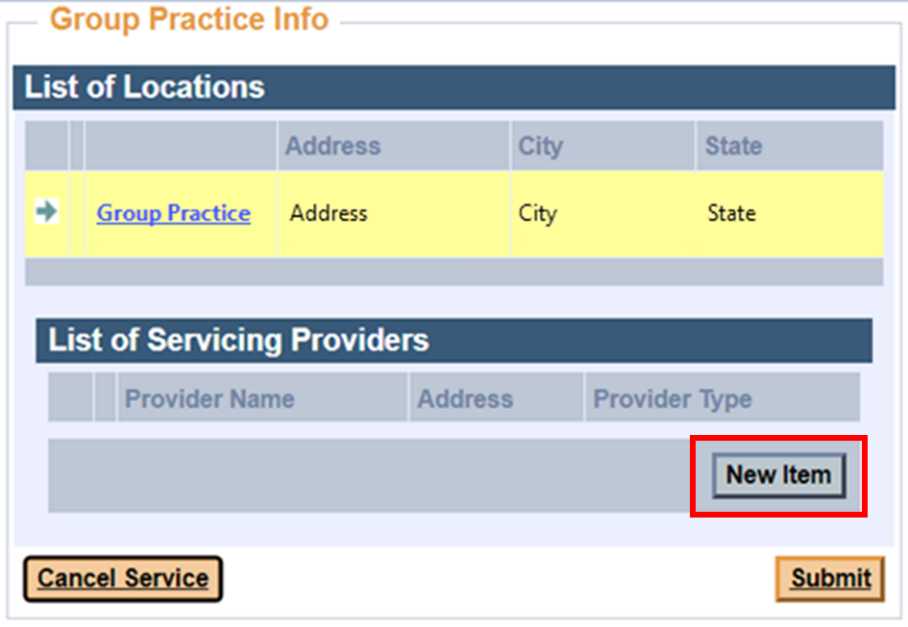 Group Practice Info
List of Locations
Address City State
Group Practice Address City State
List of Servicing Providers
Provider Name Address Provider Type
New Item
Cancel Service Submit